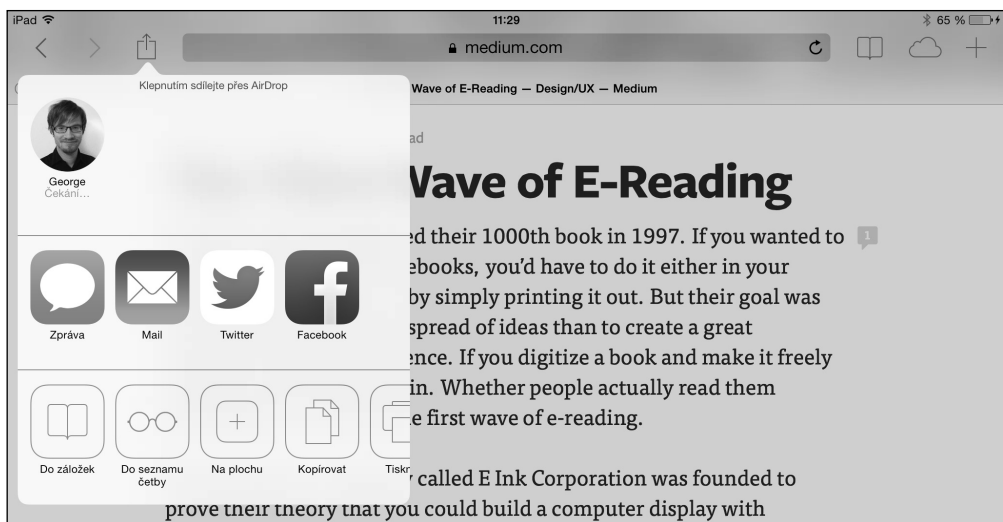 iPad 11:29 65 %
medium.com
Klepnutím sdílejte přes AirDrop
Wave of E-Reading — Design/UX — Medium
ad
George
Čekání…
Wave of E-Reading
ed their 1000th book in 1997. If you wanted to 1
ebooks, you’d have to do it either in your
by simply printing it out. But their goal was
spread of ideas than to create a great
ence. If you digitize a book and make it freely
in. Whether people actually read them
e first wave of e-reading.
Zpráva Mail Twitter Facebook
Do záložek Do seznamu četby Na plochu Kopírovat Tiskn
called E Ink Corporation was founded to
prove their theory that you could build a computer display with